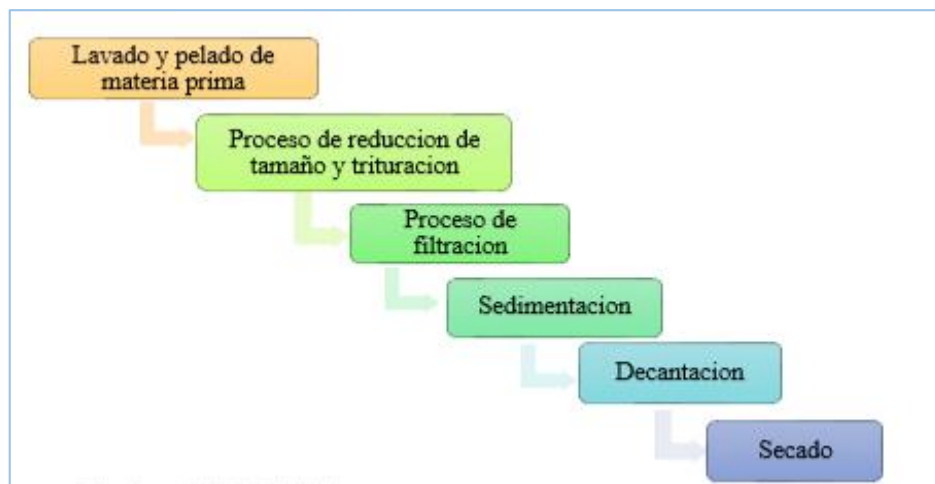 Lavado y pelado de
materia prima
Proceso de reduccion de
tamaño y trituracion
Proceso de
filtracion
Sedimentacion
Decantacion
Secado